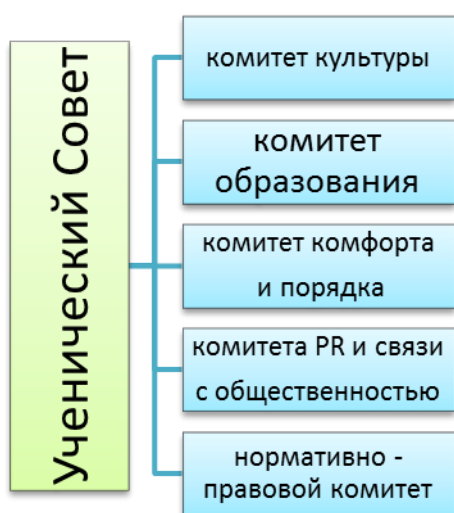 Ученический Совет
комитет культуры
комитет
образования
комитет комфорта
и порядка
комитета PR и связи
с общественностью
нормативно -
правовой комитет